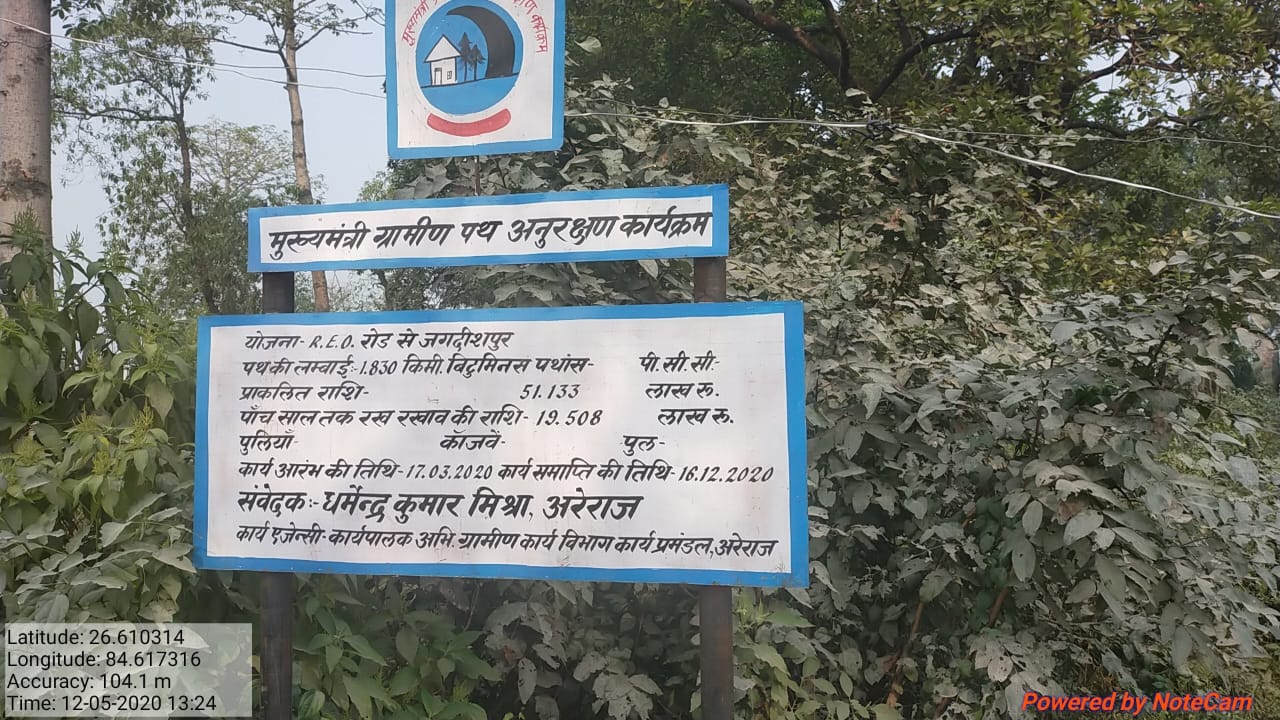 मुख्यमंत्री ग्रामीण पथ अनुरक्षण कार्यक्रम
योजना- R.E.O. रोड से जगदीशपुर
पथ की लम्बाई:-1.830 किमी. बिटुमिनस पथांस- पी.सी.सी.-
प्राकलित राशि- 51.133 लाख रू.
पाँच साल तक रख रखाव की राशि- 19.508 लाख रू.
पुलियाँ- कॉजवे- पुल-
कार्य आरंभ की तिथि-17.03.2020 कार्य समाप्ति की तिथि-16.12.2020
संवेदक:- धर्मेन्द्र कुमार मिश्रा, अरेराज
कार्य एजेन्सी-कार्यपालक अभि. ग्रामीण कार्य विभाग कार्य प्रमंडल, अरेराज
Latitude: 26.610314
Longitude: 84.617316
Accuracy: 104.1 m
Time: 12-05-2020 13:24
Powered by NoteCam